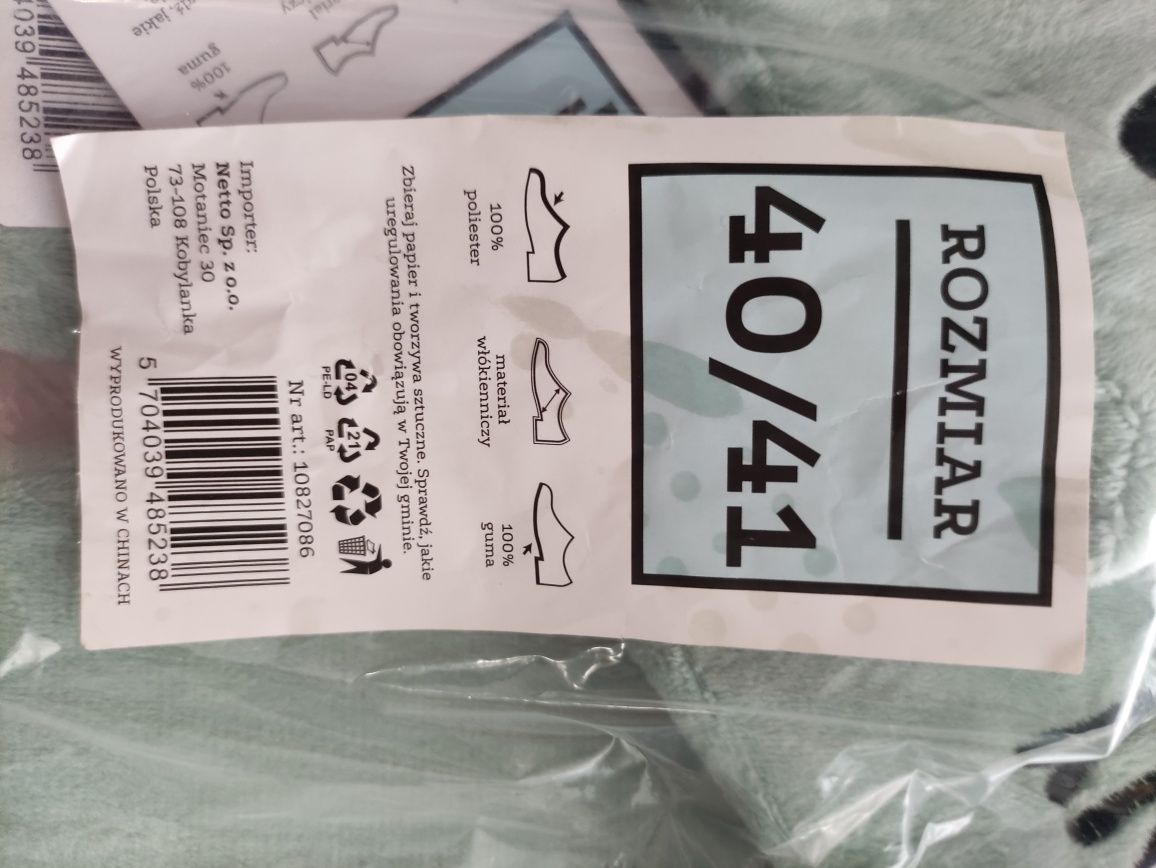 ROZMIAR
40/41
100%
poliester
materiał
włókienniczy
100%
guma
Zbieraj papier i tworzywa sztuczne. Sprawdź, jakie
uregulowania obowiązują w Twojej gminie.
04
PE-LD
21
PAP
Importer:
Netto Sp. z o.o.
Motaniec 30
73-108 Kobylanka
Polska
Nr art.: 10827086
5 704039 485238
WYPRODUKOWANO W CHINACH
100%
guma
4039 485238